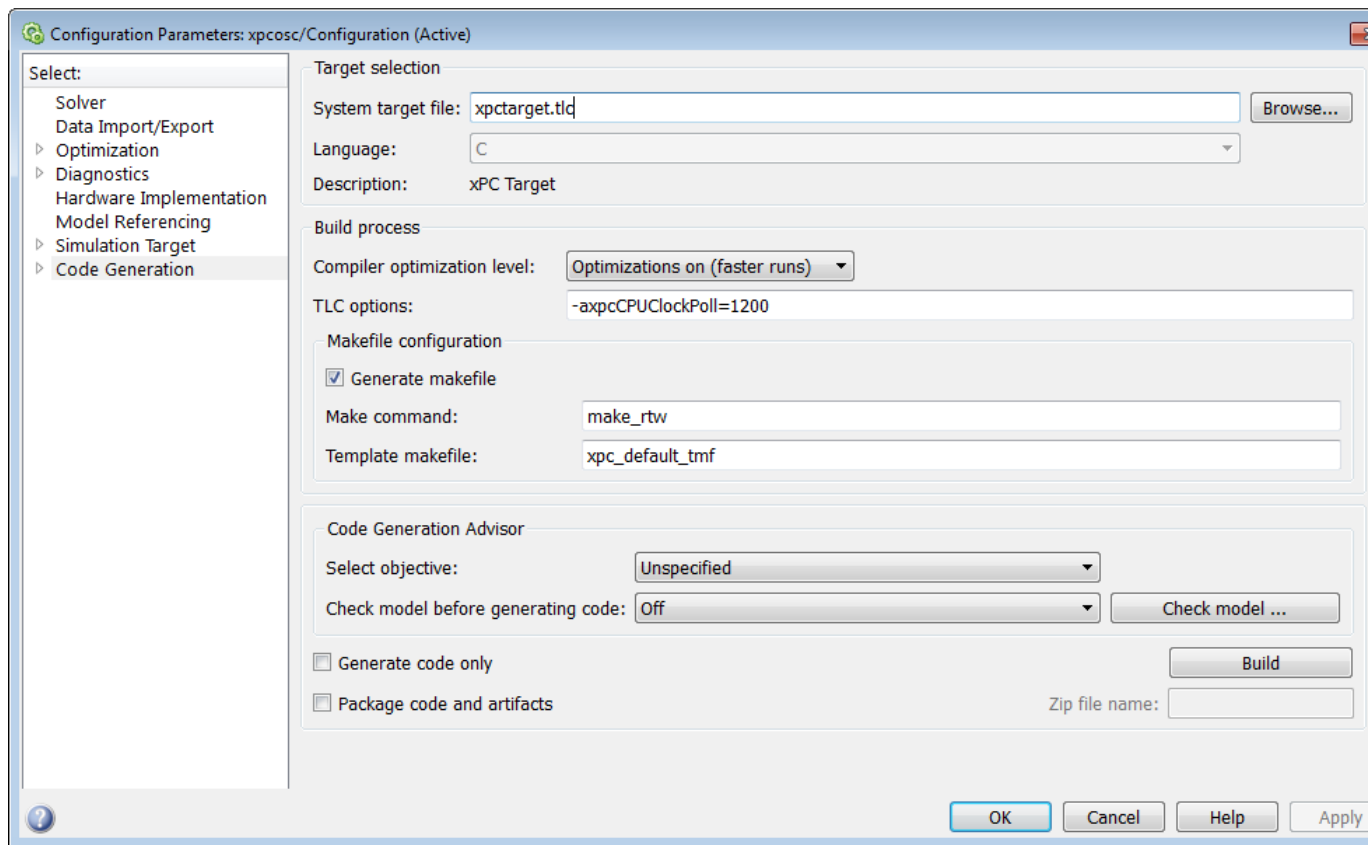 Configuration Parameters: xpcosc/Configuration (Active)
Select:
Solver
Data Import/Export
Optimization
Diagnostics
Hardware Implementation
Model Referencing
Simulation Target
Code Generation
Target selection
System target file: xpctarget.tlc Browse...
Language: C
Description: xPC Target
Build process
Compiler optimization level: Optimizations on (faster runs)
TLC options: -axpcCPUClockPoll=1200
Makefile configuration
Generate makefile
Make command: make_rtw
Template makefile: xpc_default_tmf
Code Generation Advisor
Select objective: Unspecified
Check model before generating code: Off Check model ...
Generate code only Build
Package code and artifacts Zip file name:
? OK Cancel Help Apply